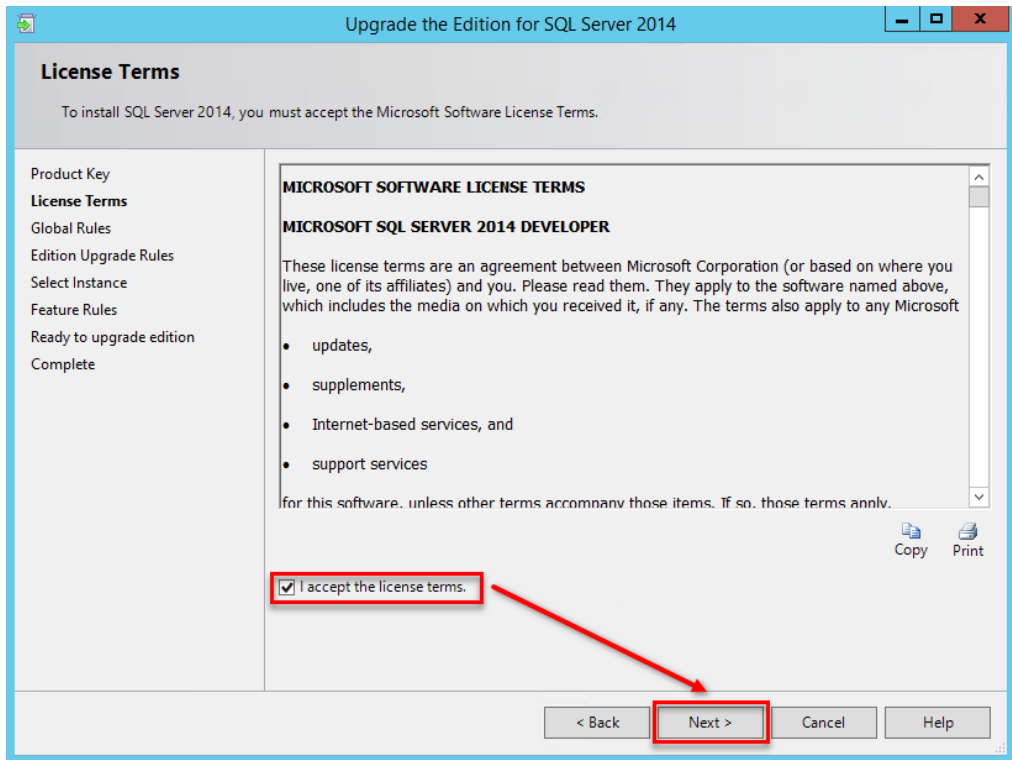 Upgrade the Edition for SQL Server 2014
License Terms
To install SQL Server 2014, you must accept the Microsoft Software License Terms.
Product Key
License Terms
Global Rules
Edition Upgrade Rules
Select Instance
Feature Rules
Ready to upgrade edition
Complete
MICROSOFT SOFTWARE LICENSE TERMS
MICROSOFT SQL SERVER 2014 DEVELOPER
These license terms are an agreement between Microsoft Corporation (or based on where you
live, one of its affiliates) and you. Please read them. They apply to the software named above,
which includes the media on which you received it, if any. The terms also apply to any Microsoft
• updates,
• supplements,
• Internet-based services, and
• support services
for this software, unless other terms accompany those items. If so, those terms apply.
Copy Print
I accept the license terms.
< Back Next > Cancel Help